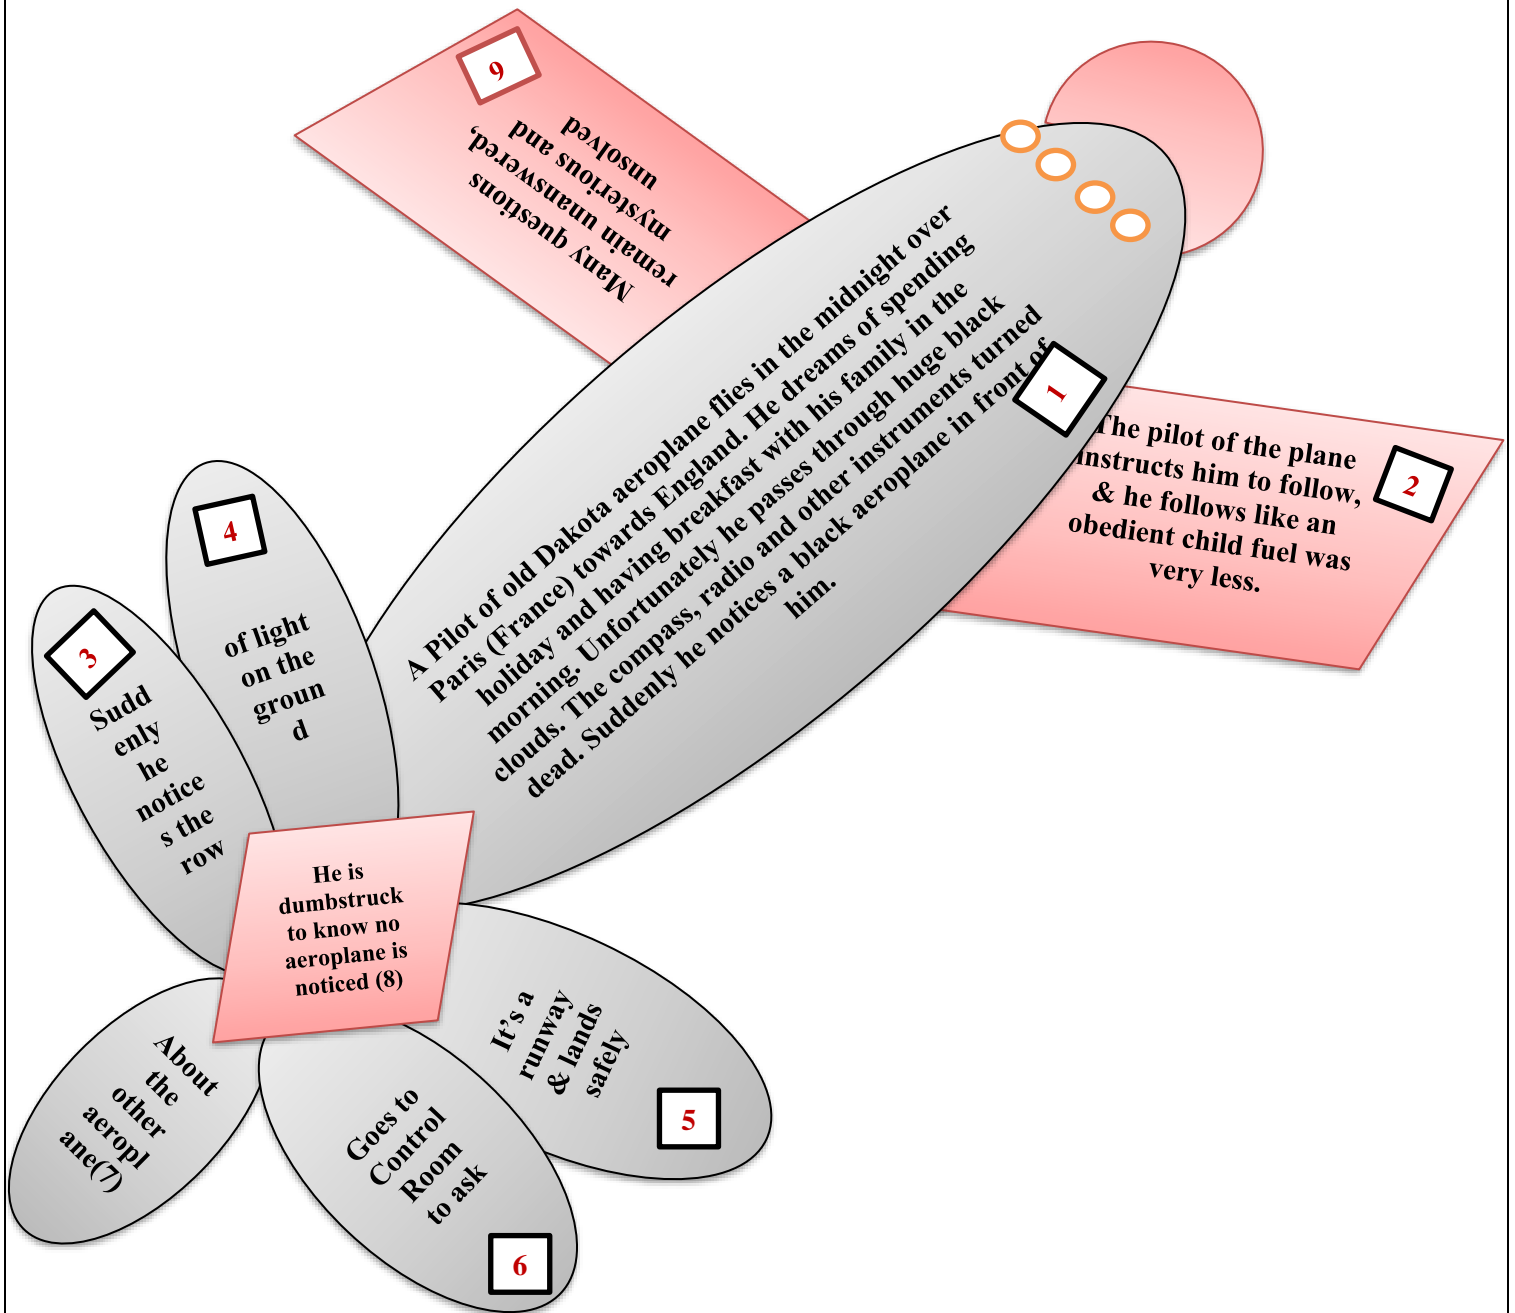 1
A Pilot of old Dakota aeroplane flies in the midnight over
Paris (France) towards England. He dreams of spending
holiday and having breakfast with his family in the
morning. Unfortunately he passes through huge black
clouds. The compass, radio and other instruments turned
dead. Suddenly he notices a black aeroplane in front of
him.
2
The pilot of the plane
instructs him to follow,
& he follows like an
obedient child fuel was
very less.
3
Sudd
enly
he
notice
s the
row
4
of light
on the
groun
d
5
It's a
runway
& lands
safely
6
Goes to
Control
Room
to ask
About
the
other
aeropl
ane(7)
He is
dumbstruck
to know no
aeroplane is
noticed (8)
9
Many questions
remain unanswered,
mysterious and
unsolved